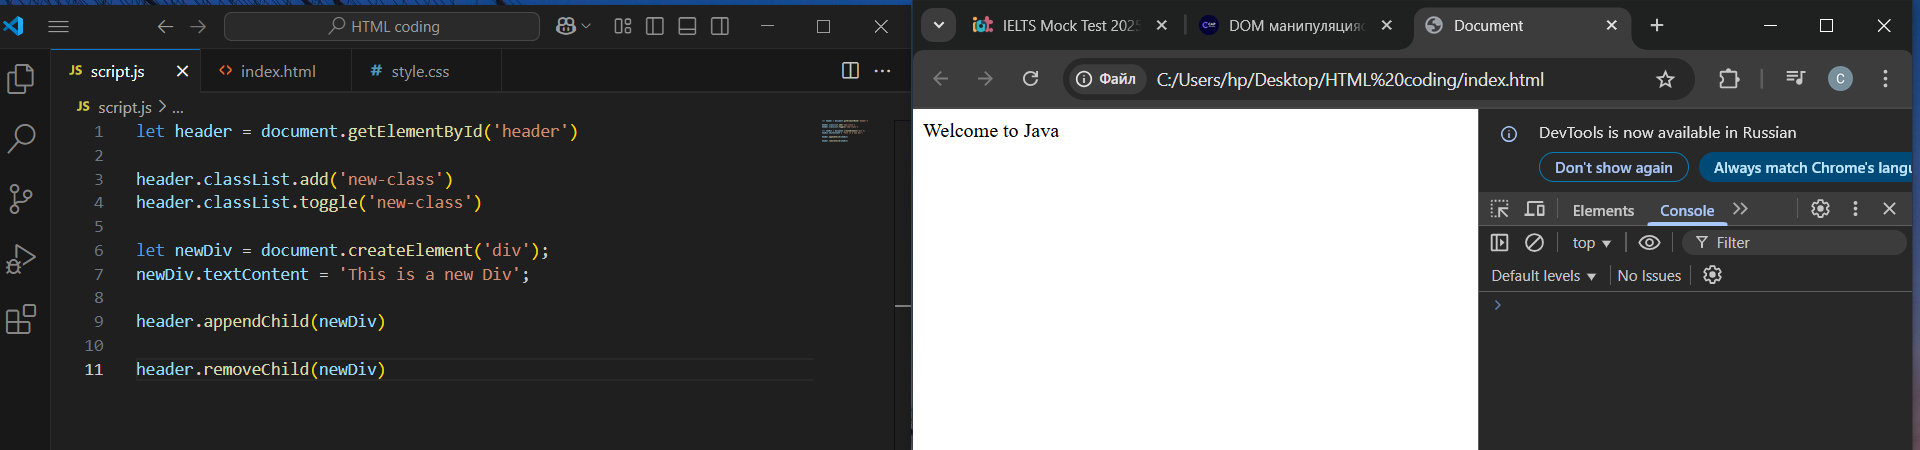 HTML coding
script.js
index.html
style.css
script.js > ...
1 let header = document.getElementById('header')
2
3 header.classList.add('new-class')
4 header.classList.toggle('new-class')
5
6 let newDiv = document.createElement('div');
7 newDiv.textContent = 'This is a new Div';
8
9 header.appendChild(newDiv)
10
11 header.removeChild(newDiv)
IELTS Mock Test 2025
DOM манипуляция
Document
Файл C:/Users/hp/Desktop/HTML%20coding/index.html
C
Welcome to Java
DevTools is now available in Russian
Don't show again
Always match Chrome's langu
Elements Console
top Filter
Default levels No Issues